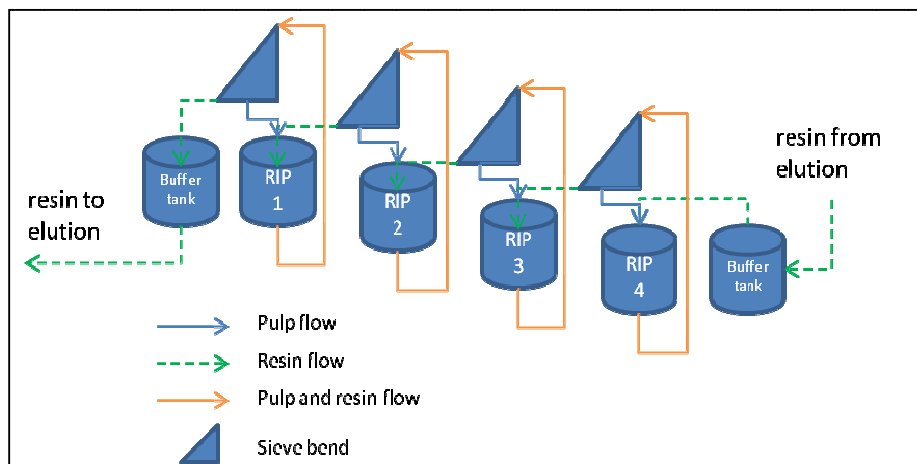 resin to
elution
Buffer
tank
RIP
1
RIP
2
RIP
3
RIP
4
Buffer
tank
resin from
elution
Pulp flow
Resin flow
Pulp and resin flow
Sieve bend